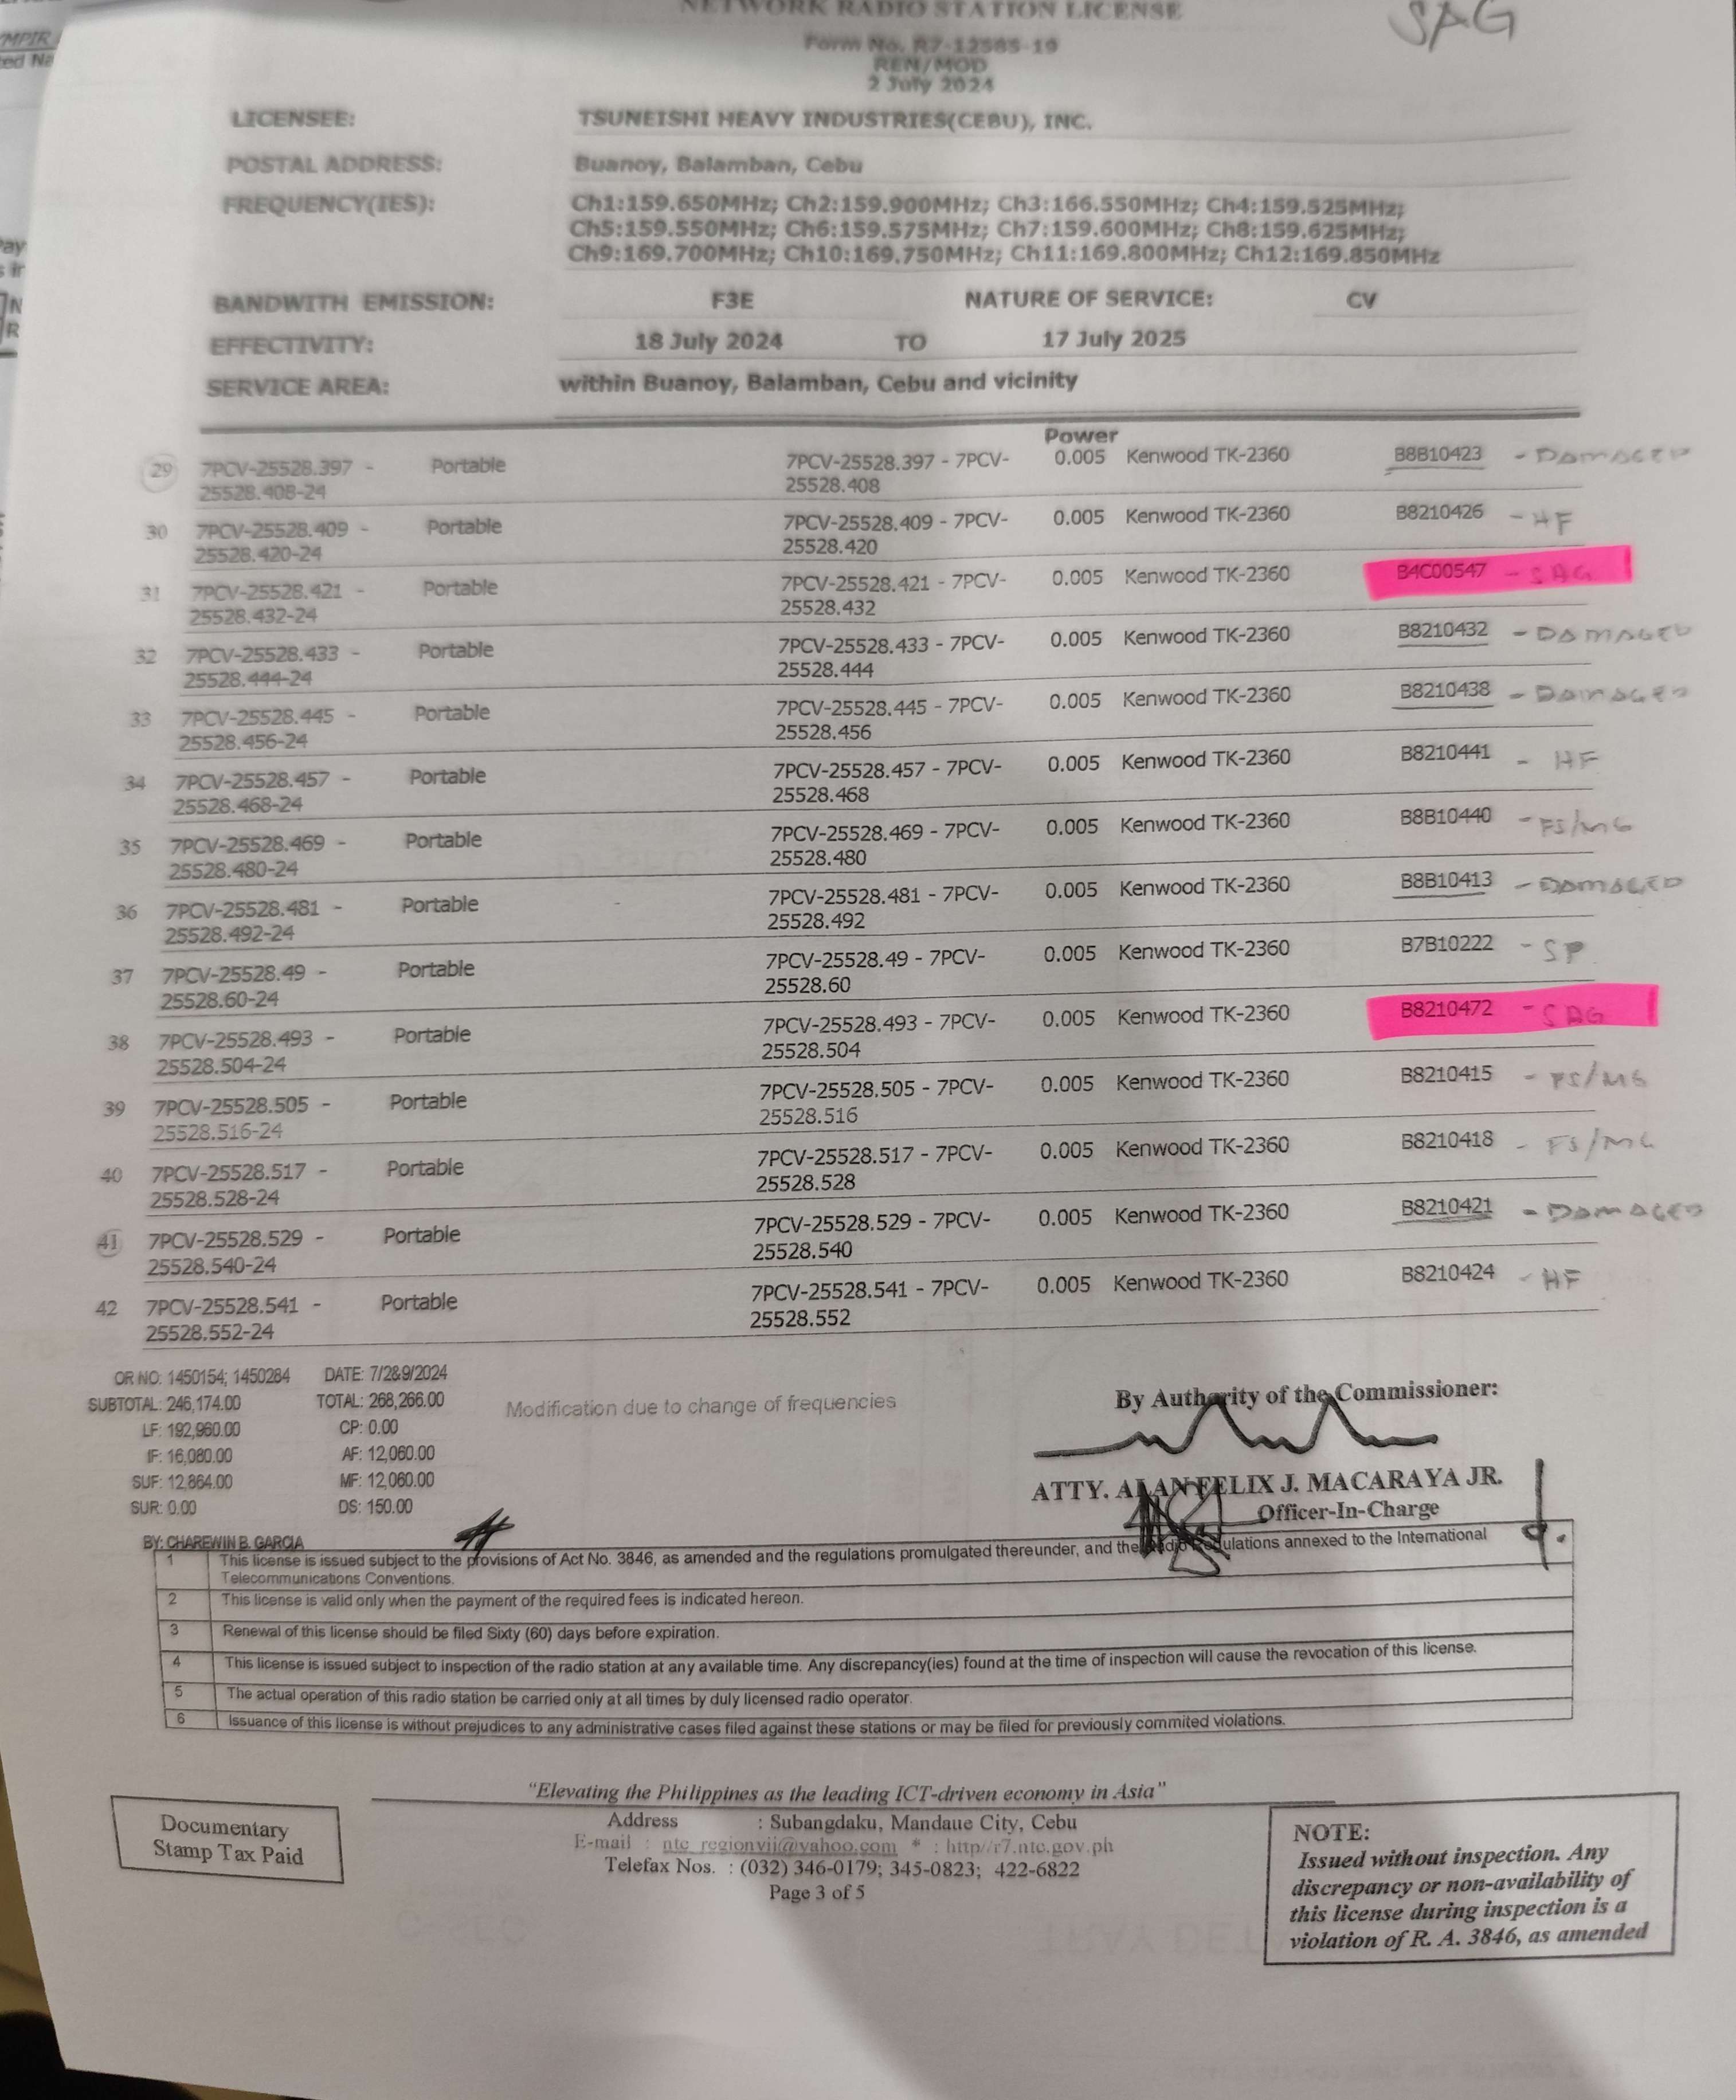 NETWORK RADIO STATION LICENSE
SAG
Form No. R7-12585-19
REN/MOD
2 July 2024
LICENSEE: TSUNEISHI HEAVY INDUSTRIES(CEBU), INC.
POSTAL ADDRESS: Buanoy, Balamban, Cebu
FREQUENCY(IES): Ch1:159.650MHz; Ch2:159.900MHz; Ch3:166.550MHz; Ch4:159.525MHz;
Ch5:159.550MHz; Ch6:159.575MHz; Ch7:159.600MHz; Ch8:159.625MHz;
Ch9:169.700MHz; Ch10:169.750MHz; Ch11:169.800MHz; Ch12:169.850MHz
BANDWITH EMISSION: F3E NATURE OF SERVICE: CV
EFFECTIVITY: 18 July 2024 TO 17 July 2025
SERVICE AREA: within Buanoy, Balamban, Cebu and vicinity
Power
29 7PCV-25528.397 - Portable 7PCV-25528.397 - 7PCV- 0.005 Kenwood TK-2360 B8B10423 - DAMAGED
25528.408-24 25528.408
30 7PCV-25528.409 - Portable 7PCV-25528.409 - 7PCV- 0.005 Kenwood TK-2360 B8210426 - HF
25528.420-24 25528.420
31 7PCV-25528.421 - Portable 7PCV-25528.421 - 7PCV- 0.005 Kenwood TK-2360 B4C00547 - SAG
25528.432-24 25528.432
32 7PCV-25528.433 - Portable 7PCV-25528.433 - 7PCV- 0.005 Kenwood TK-2360 B8210432 - DAMAGED
25528.444-24 25528.444
33 7PCV-25528.445 - Portable 7PCV-25528.445 - 7PCV- 0.005 Kenwood TK-2360 B8210438 - DAMAGED
25528.456-24 25528.456
34 7PCV-25528.457 - Portable 7PCV-25528.457 - 7PCV- 0.005 Kenwood TK-2360 B8210441 - HF
25528.468-24 25528.468
35 7PCV-25528.469 - Portable 7PCV-25528.469 - 7PCV- 0.005 Kenwood TK-2360 B8B10440 - FS/MG
25528.480-24 25528.480
36 7PCV-25528.481 - Portable 7PCV-25528.481 - 7PCV- 0.005 Kenwood TK-2360 B8B10413 - DAMAGED
25528.492-24 25528.492
37 7PCV-25528.49 - Portable 7PCV-25528.49 - 7PCV- 0.005 Kenwood TK-2360 B7B10222 - SP
25528.60-24 25528.60
38 7PCV-25528.493 - Portable 7PCV-25528.493 - 7PCV- 0.005 Kenwood TK-2360 B8210472 - SAG
25528.504-24 25528.504
39 7PCV-25528.505 - Portable 7PCV-25528.505 - 7PCV- 0.005 Kenwood TK-2360 B8210415 - FS/MG
25528.516-24 25528.516
40 7PCV-25528.517 - Portable 7PCV-25528.517 - 7PCV- 0.005 Kenwood TK-2360 B8210418 - FS/MG
25528.528-24 25528.528
41 7PCV-25528.529 - Portable 7PCV-25528.529 - 7PCV- 0.005 Kenwood TK-2360 B8210421 - DAMAGED
25528.540-24 25528.540
42 7PCV-25528.541 - Portable 7PCV-25528.541 - 7PCV- 0.005 Kenwood TK-2360 B8210424 - HF
25528.552-24 25528.552
OR NO: 1450154; 1450284 DATE: 7/2&9/2024
SUBTOTAL: 246,174.00 TOTAL: 268,266.00
LF: 192,960.00 CP: 0.00
IF: 16,080.00 AF: 12,060.00
SUF: 12,864.00 MF: 12,060.00
SUR: 0.00 DS: 150.00
Modification due to change of frequencies
By Authority of the Commissioner:
ATTY. ALAN FELIX J. MACARAYA JR.
Officer-In-Charge
BY: CHAREWIN B. GARCIA
1 This license is issued subject to the provisions of Act No. 3846, as amended and the regulations promulgated thereunder, and the Radio Regulations annexed to the International
Telecommunications Conventions.
2 This license is valid only when the payment of the required fees is indicated hereon.
3 Renewal of this license should be filed Sixty (60) days before expiration.
4 This license is issued subject to inspection of the radio station at any available time. Any discrepancy(ies) found at the time of inspection will cause the revocation of this license.
5 The actual operation of this radio station be carried only at all times by duly licensed radio operator.
6 Issuance of this license is without prejudices to any administrative cases filed against these stations or may be filed for previously commited violations.
"Elevating the Philippines as the leading ICT-driven economy in Asia"
Address : Subangdaku, Mandaue City, Cebu
E-mail : ntc_regionvii@yahoo.com * : http//r7.ntc.gov.ph
Telefax Nos. : (032) 346-0179; 345-0823; 422-6822
Page 3 of 5
Documentary
Stamp Tax Paid
NOTE:
Issued without inspection. Any
discrepancy or non-availability of
this license during inspection is a
violation of R. A. 3846, as amended